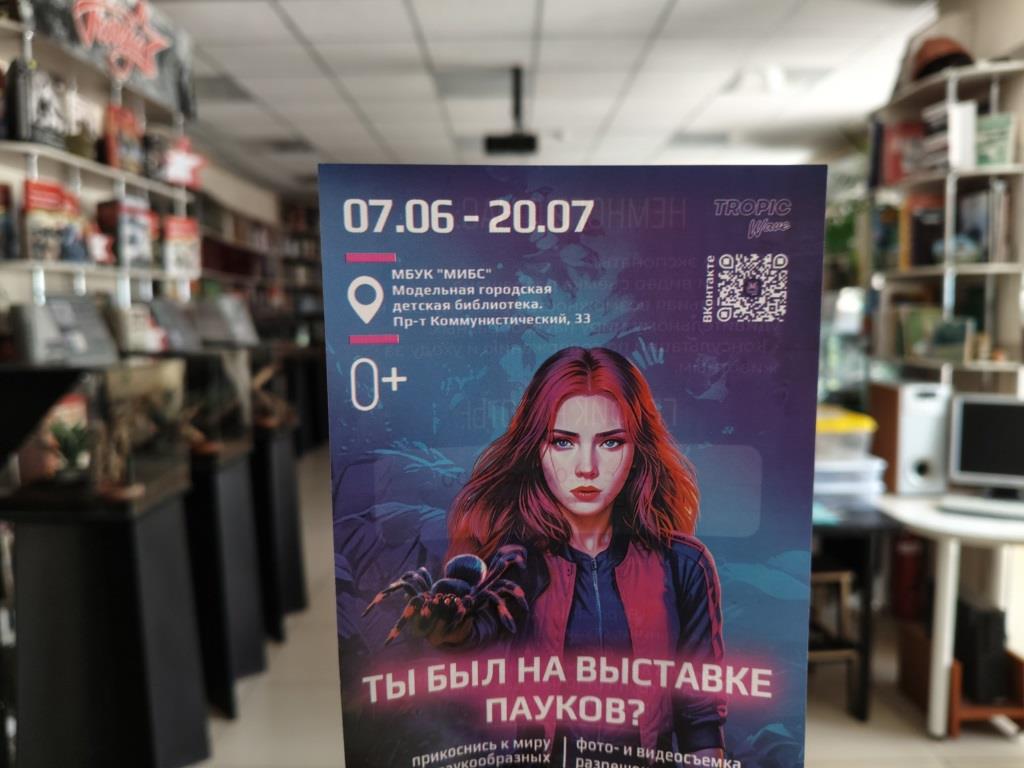 07.06 - 20.07
TROPIC
Wave
МБУК "МИБС"
Модельная городская
детская библиотека.
Пр-т Коммунистический, 33
ВКонтакте
0+
ТЫ БЫЛ НА ВЫСТАВКЕ
ПАУКОВ?
прикоснись к миру
фото- и видеосъемка